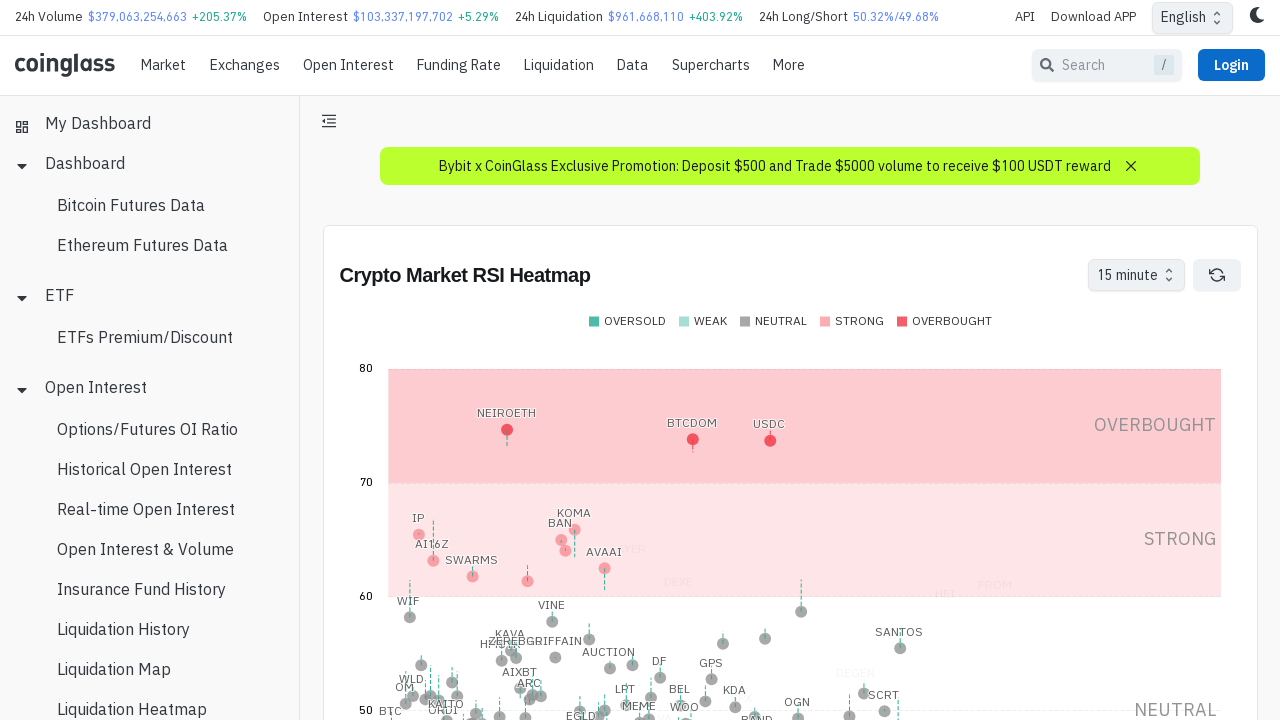 24h Volume $379,063,254,663 +205.37% Open Interest $103,337,197,702 +5.29% 24h Liquidation $961,668,110 +403.92% 24h Long/Short 50.32%/49.68% API Download APP English
coinglass Market Exchanges Open Interest Funding Rate Liquidation Data Supercharts More Search / Login
My Dashboard
Dashboard
Bitcoin Futures Data
Ethereum Futures Data
ETF
ETFs Premium/Discount
Open Interest
Options/Futures OI Ratio
Historical Open Interest
Real-time Open Interest
Open Interest & Volume
Insurance Fund History
Liquidation History
Liquidation Map
Liquidation Heatmap
Bybit x CoinGlass Exclusive Promotion: Deposit $500 and Trade $5000 volume to receive $100 USDT reward
Crypto Market RSI Heatmap 15 minute
OVERSOLD WEAK NEUTRAL STRONG OVERBOUGHT
80
NEIROETH
BTCDOM USDC
OVERBOUGHT
70
IP KOMA
BAN
AI16Z
SWARMS AVAAI
STRONG
DEXE
FROM
HEI
60
WIF VINE
SANTOS
KAVA
GRIFFAIN
AUCTION
DF GPS
AIXBT
WLD ARC
OM LPT BEL KDA
SCRT
DEGEN
OGN
KAITO MEME WOO
BTC
EGLD
50
NEUTRAL